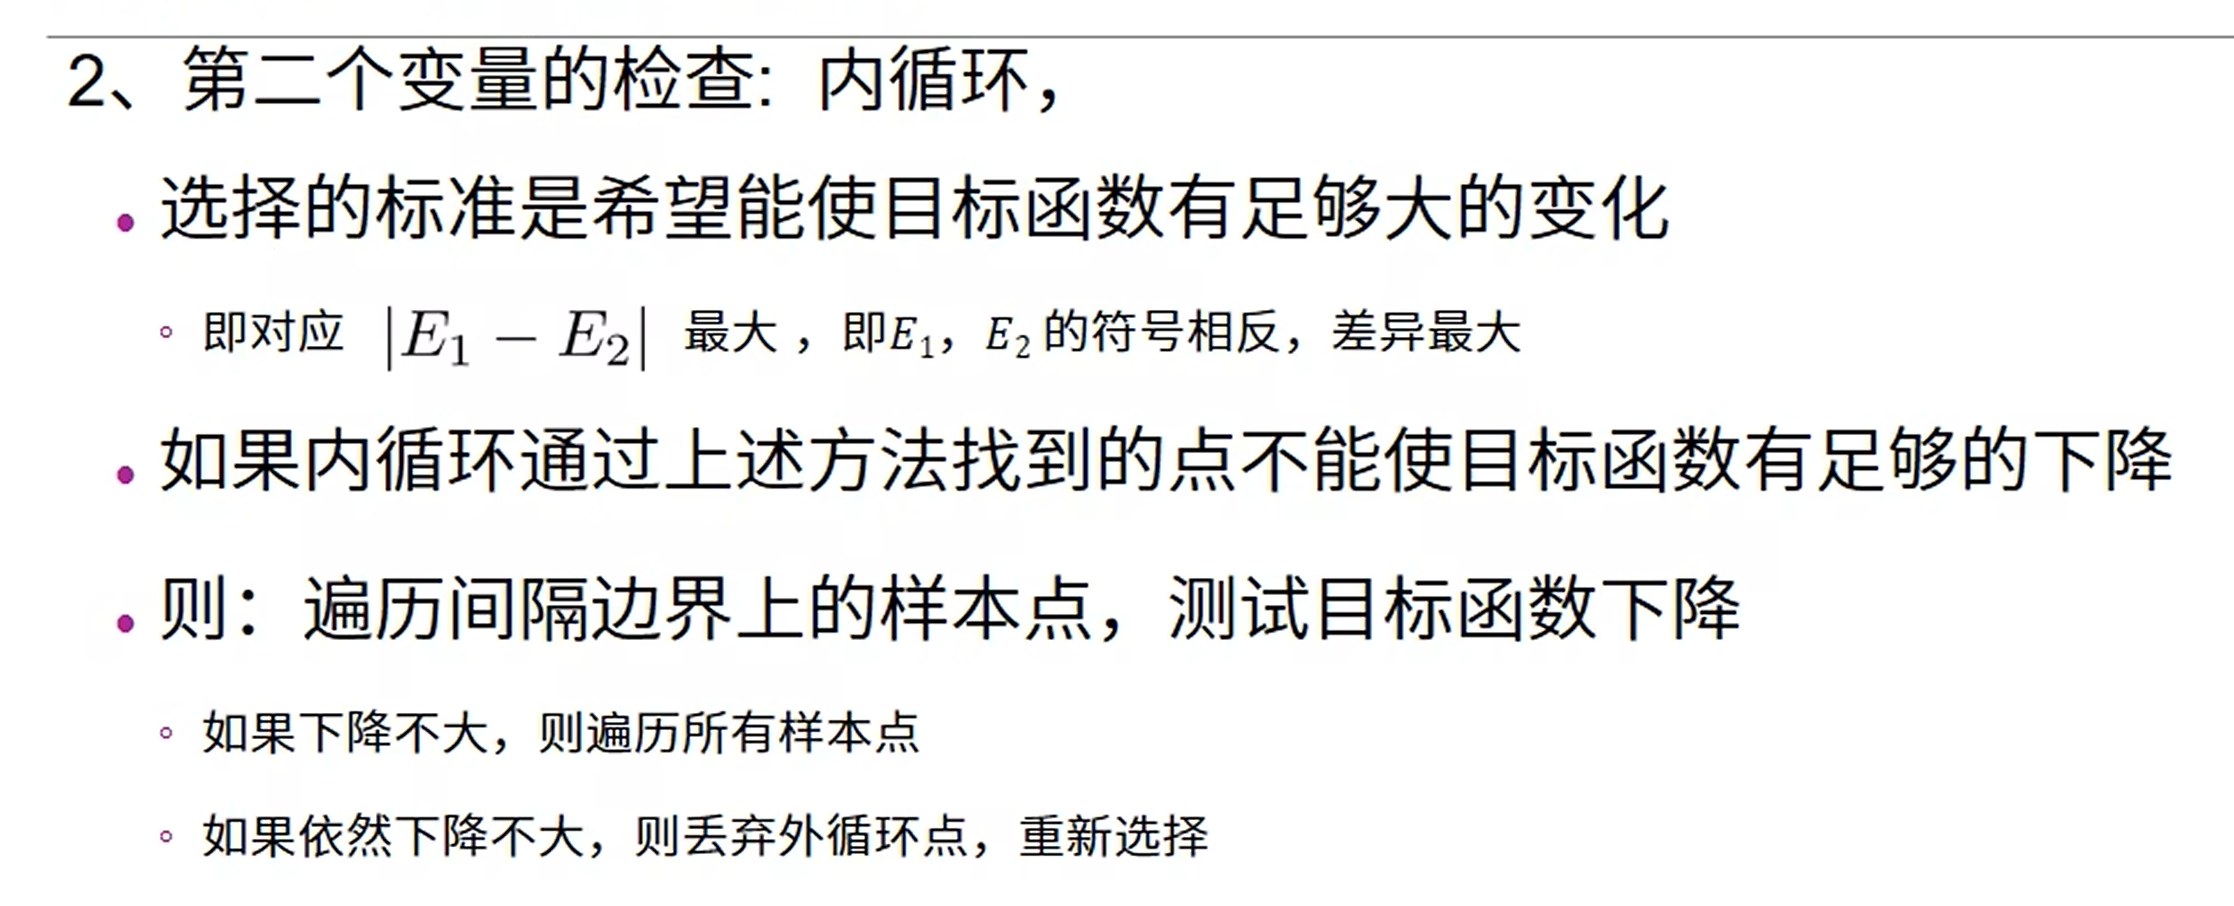 2、第二个变量的检查: 内循环，
• 选择的标准是希望能使目标函数有足够大的变化
◦ 即对应 |E₁ − E₂| 最大 ，即E₁，E₂ 的符号相反，差异最大
• 如果内循环通过上述方法找到的点不能使目标函数有足够的下降
• 则：遍历间隔边界上的样本点，测试目标函数下降
◦ 如果下降不大，则遍历所有样本点
◦ 如果依然下降不大，则丢弃外循环点，重新选择